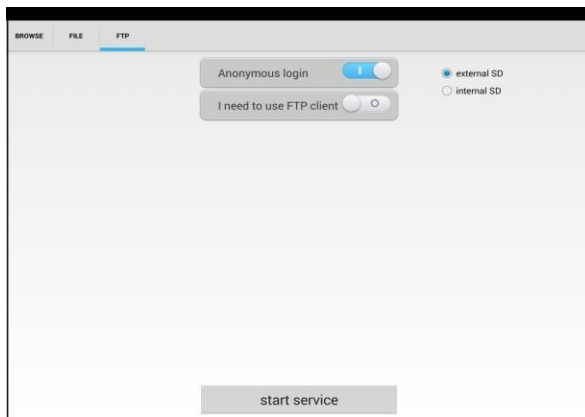 BROWSE FILE FTP
Anonymous login
I need to use FTP client
external SD
internal SD
start service